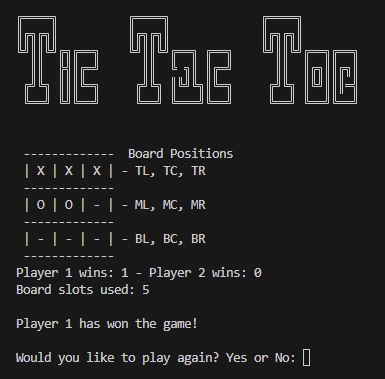 Tic Tac Toe
-------------  Board Positions
| X | X | X | - TL, TC, TR
-------------
| O | O | - | - ML, MC, MR
-------------
| - | - | - | - BL, BC, BR
-------------
Player 1 wins: 1 - Player 2 wins: 0
Board slots used: 5
Player 1 has won the game!
Would you like to play again? Yes or No: